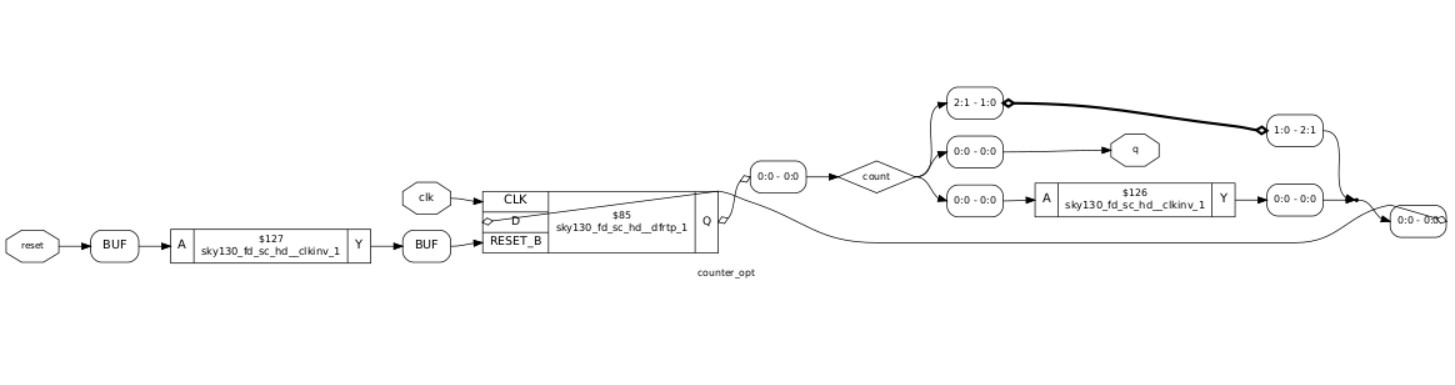 reset
BUF
A
$127
sky130_fd_sc_hd__clkinv_1
Y
BUF
clk
CLK
D
RESET_B
$85
sky130_fd_sc_hd__dfrtp_1
Q
counter_opt
0:0 - 0:0
count
2:1 - 1:0
0:0 - 0:0
q
0:0 - 0:0
A
$126
sky130_fd_sc_hd__clkinv_1
Y
1:0 - 2:1
0:0 - 0:0
0:0 - 0:0